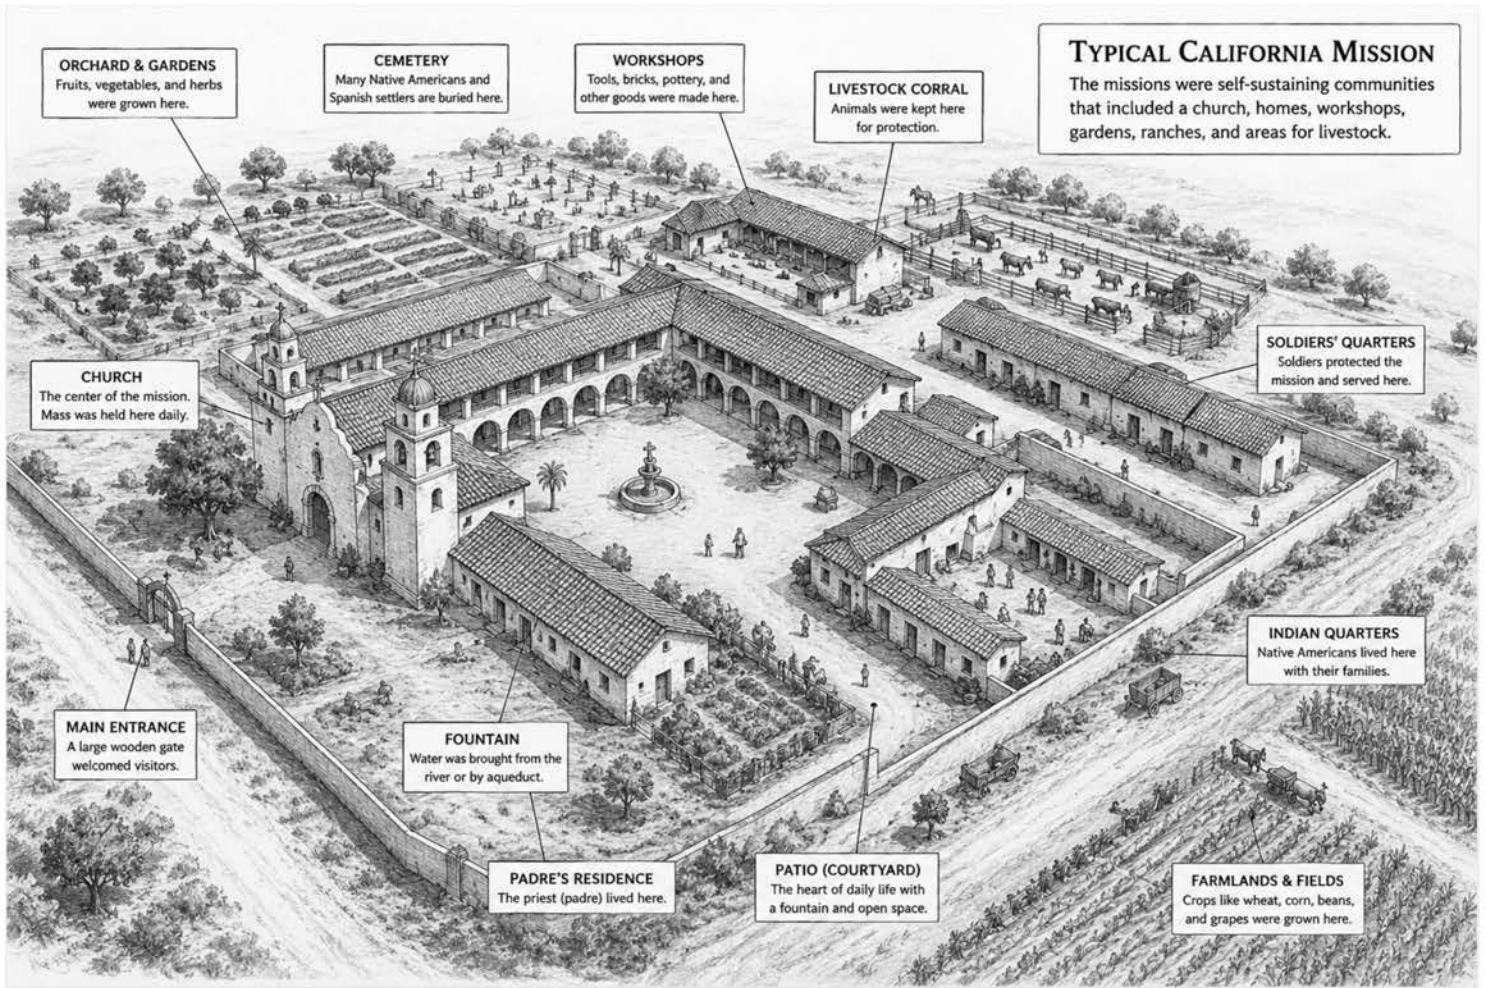 TYPICAL CALIFORNIA MISSION
The missions were self-sustaining communities
that included a church, homes, workshops,
gardens, ranches, and areas for livestock.
ORCHARD & GARDENS
Fruits, vegetables, and herbs
were grown here.
CEMETERY
Many Native Americans and
Spanish settlers are buried here.
WORKSHOPS
Tools, bricks, pottery, and
other goods were made here.
LIVESTOCK CORRAL
Animals were kept here
for protection.
SOLDIERS' QUARTERS
Soldiers protected the
mission and served here.
CHURCH
The center of the mission.
Mass was held here daily.
INDIAN QUARTERS
Native Americans lived here
with their families.
MAIN ENTRANCE
A large wooden gate
welcomed visitors.
FOUNTAIN
Water was brought from the
river or by aqueduct.
PADRE'S RESIDENCE
The priest (padre) lived here.
PATIO (COURTYARD)
The heart of daily life with
a fountain and open space.
FARMLANDS & FIELDS
Crops like wheat, corn, beans,
and grapes were grown here.